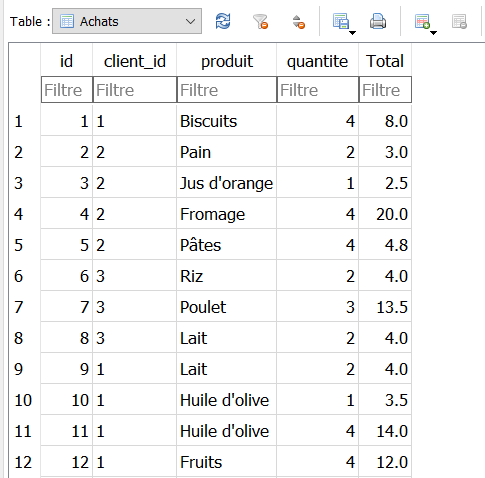 Table : Achats
id client_id produit quantite Total
Filtre Filtre Filtre Filtre Filtre
1 1 1 Biscuits 4 8.0
2 2 2 Pain 2 3.0
3 3 2 Jus d'orange 1 2.5
4 4 2 Fromage 4 20.0
5 5 2 Pâtes 4 4.8
6 6 3 Riz 2 4.0
7 7 3 Poulet 3 13.5
8 8 3 Lait 2 4.0
9 9 1 Lait 2 4.0
10 10 1 Huile d'olive 1 3.5
11 11 1 Huile d'olive 4 14.0
12 12 1 Fruits 4 12.0